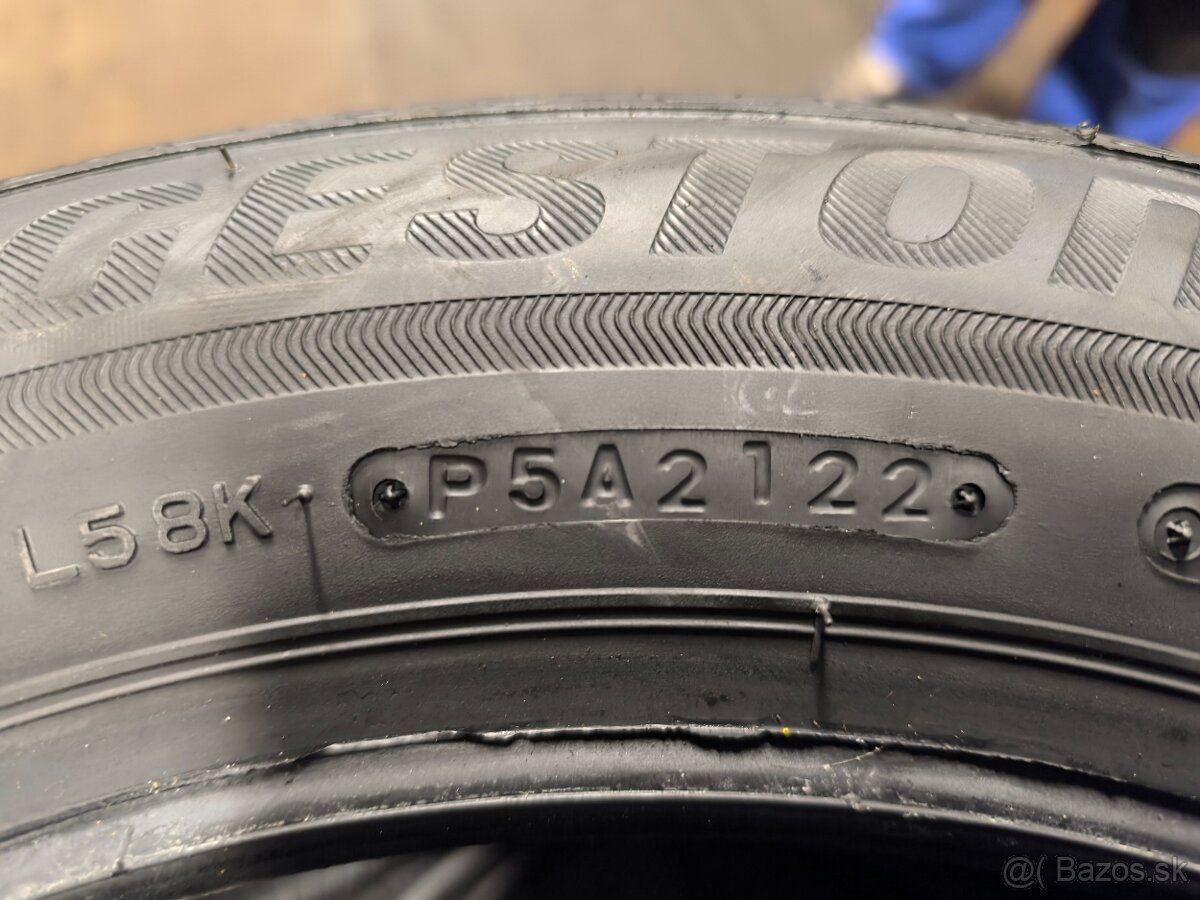 GESTON
L58K
P5A2122
@( Bazos.sk